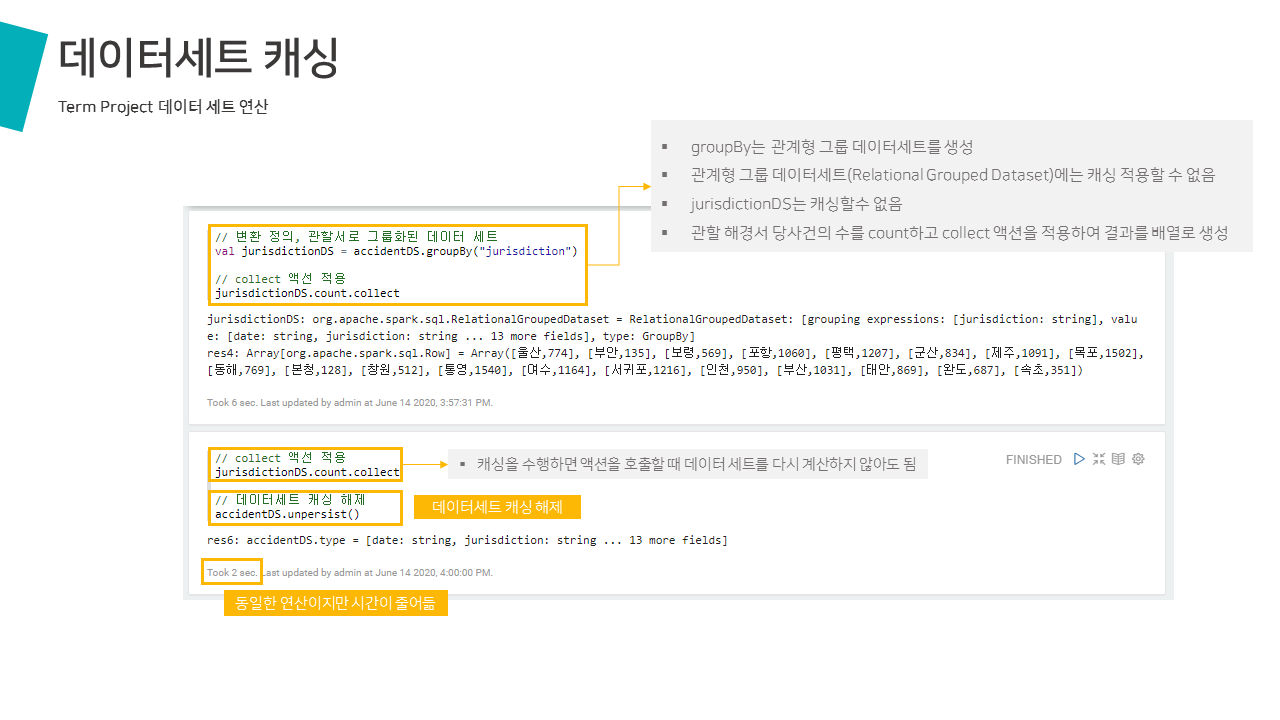 데이터세트 캐싱
Term Project 데이터 세트 연산
▪ groupBy는 관계형 그룹 데이터세트를 생성
▪ 관계형 그룹 데이터세트(Relational Grouped Dataset)에는 캐싱 적용할 수 없음
▪ jurisdictionDS는 캐싱할수 없음
▪ 관할 해경서 당사건의 수를 count하고 collect 액션을 적용하여 결과를 배열로 생성
// 변환 정의, 관할서로 그룹화된 데이터 세트
val jurisdictionDS = accidentDS.groupBy("jurisdiction")
// collect 액션 적용
jurisdictionDS.count.collect
jurisdictionDS: org.apache.spark.sql.RelationalGroupedDataset = RelationalGroupedDataset: [grouping expressions: [jurisdiction: string], valu
e: [date: string, jurisdiction: string ... 13 more fields], type: GroupBy]
res4: Array[org.apache.spark.sql.Row] = Array([울산,774], [부안,135], [보령,569], [포항,1060], [평택,1207], [군산,834], [제주,1091], [목포,1502],
[동해,769], [본청,128], [창원,512], [통영,1540], [여수,1164], [서귀포,1216], [인천,950], [부산,1031], [태안,869], [완도,687], [속초,351])
Took 6 sec. Last updated by admin at June 14 2020, 3:57:31 PM.
// collect 액션 적용
jurisdictionDS.count.collect
▪ 캐싱을 수행하면 액션을 호출할 때 데이터 세트를 다시 계산하지 않아도 됨
FINISHED
// 데이터세트 캐싱 해제
accidentDS.unpersist()
데이터세트 캐싱 해제
res6: accidentDS.type = [date: string, jurisdiction: string ... 13 more fields]
Took 2 sec. Last updated by admin at June 14 2020, 4:00:00 PM.
동일한 연산이지만 시간이 줄어듦